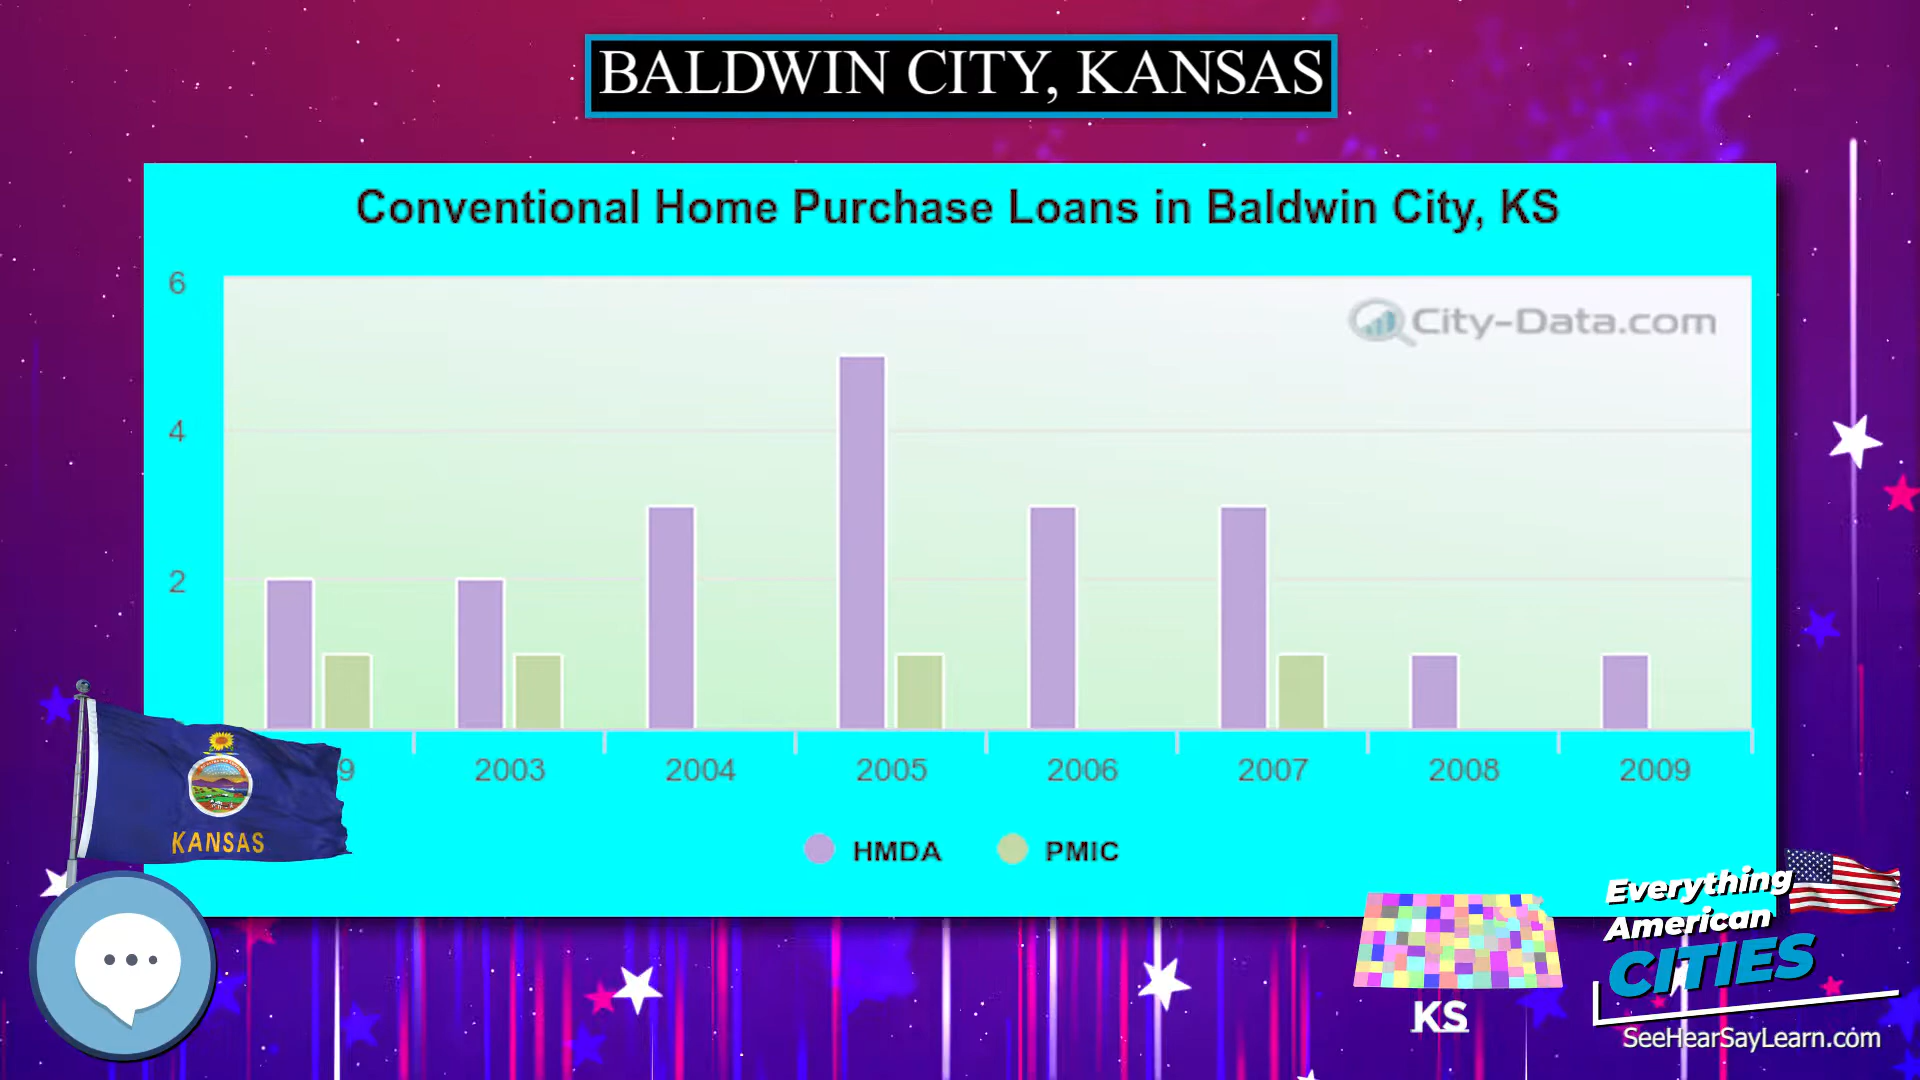 BALDWIN CITY, KANSAS
Conventional Home Purchase Loans in Baldwin City, KS
6
City-Data.com
4
2
9 2003 2004 2005 2006 2007 2008 2009
KANSAS
HMDA PMIC
Everything
American
CITIES
KS
SeeHearSayLearn.com